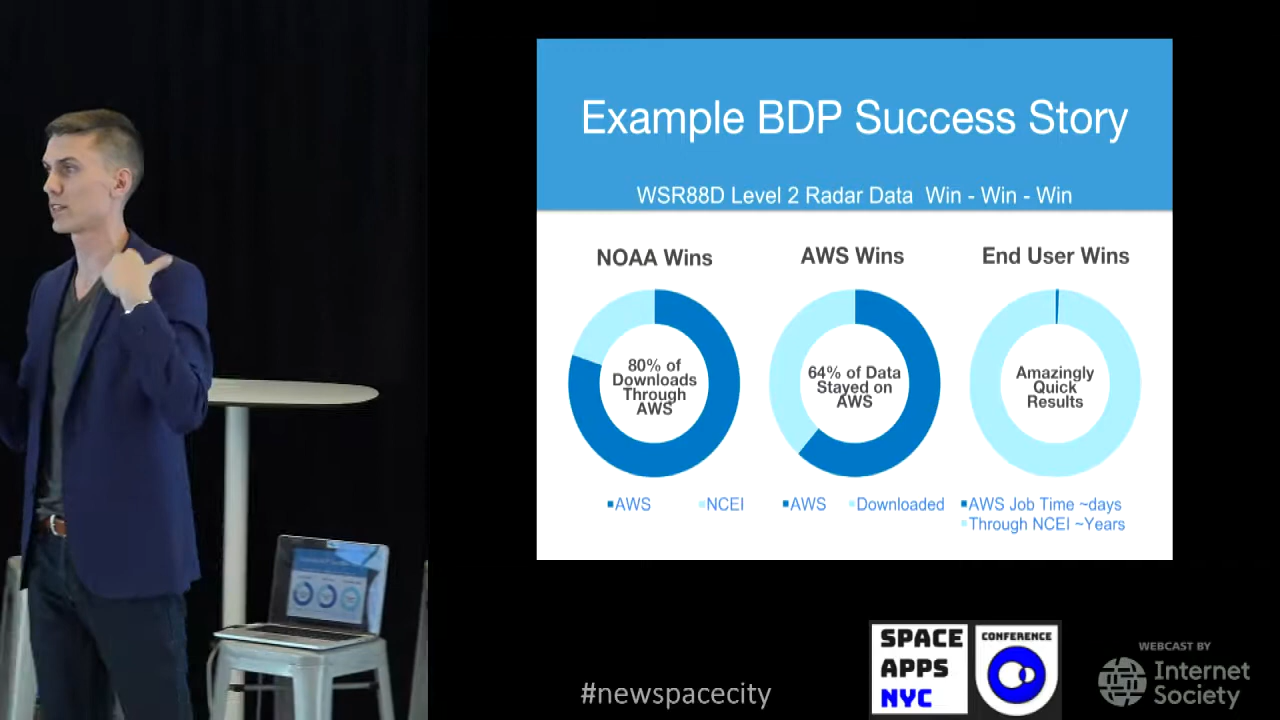 Example BDP Success Story
WSR88D Level 2 Radar Data Win - Win - Win
NOAA Wins
AWS Wins
End User Wins
80% of
Downloads
Through
AWS
64% of Data
Stayed on
AWS
Amazingly
Quick
Results
AWS
NCEI
AWS
Downloaded
AWS Job Time ~days
Through NCEI ~Years
#newspacecity
SPACE
APPS
NYC
CONFERENCE
WEBCAST BY
Internet
Society